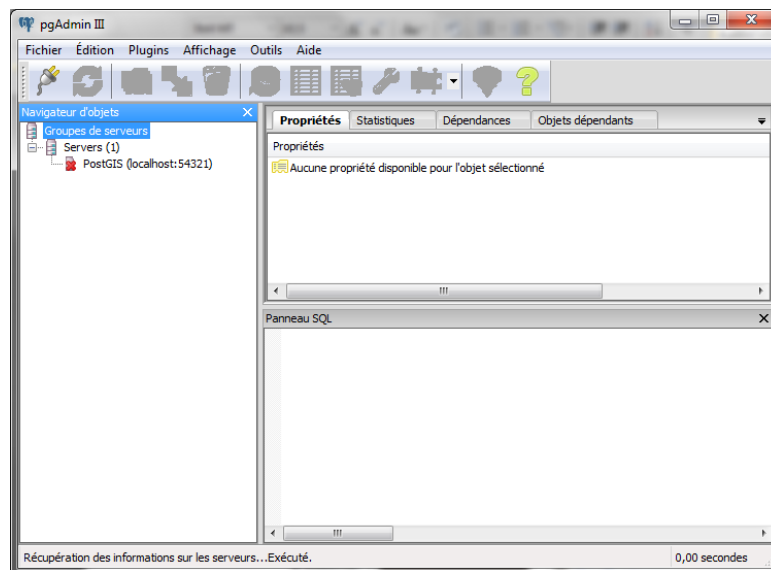 pgAdmin III
Fichier Édition Plugins Affichage Outils Aide
Navigateur d'objets
Groupes de serveurs
Servers (1)
PostGIS (localhost:54321)
Propriétés Statistiques Dépendances Objets dépendants
Propriétés
Aucune propriété disponible pour l'objet sélectionné
Panneau SQL
Récupération des informations sur les serveurs...Exécuté.
0,00 secondes